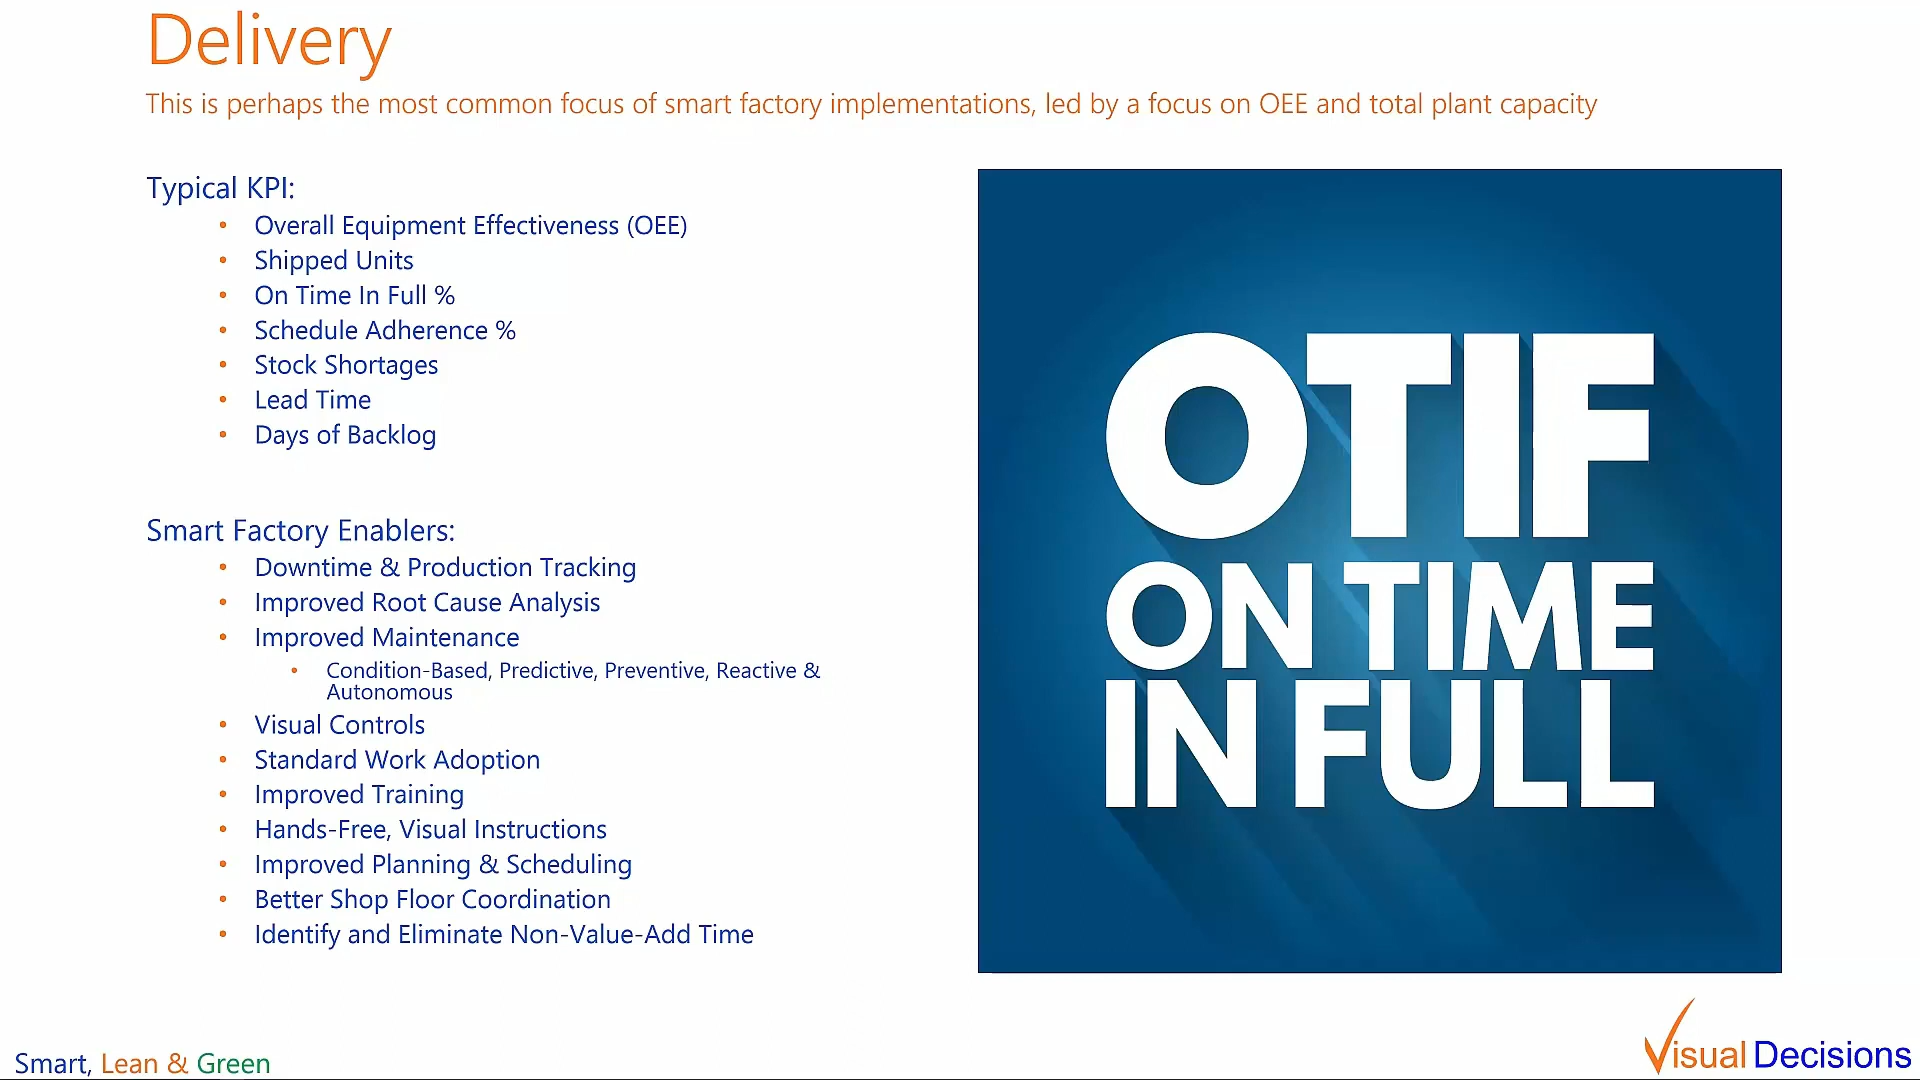 Delivery
This is perhaps the most common focus of smart factory implementations, led by a focus on OEE and total plant capacity
Typical KPI:
• Overall Equipment Effectiveness (OEE)
• Shipped Units
• On Time In Full %
• Schedule Adherence %
• Stock Shortages
• Lead Time
• Days of Backlog
Smart Factory Enablers:
• Downtime & Production Tracking
• Improved Root Cause Analysis
• Improved Maintenance
• Condition-Based, Predictive, Preventive, Reactive &
Autonomous
• Visual Controls
• Standard Work Adoption
• Improved Training
• Hands-Free, Visual Instructions
• Improved Planning & Scheduling
• Better Shop Floor Coordination
• Identify and Eliminate Non-Value-Add Time
OTIF
ON TIME
IN FULL
Smart, Lean & Green
Visual Decisions